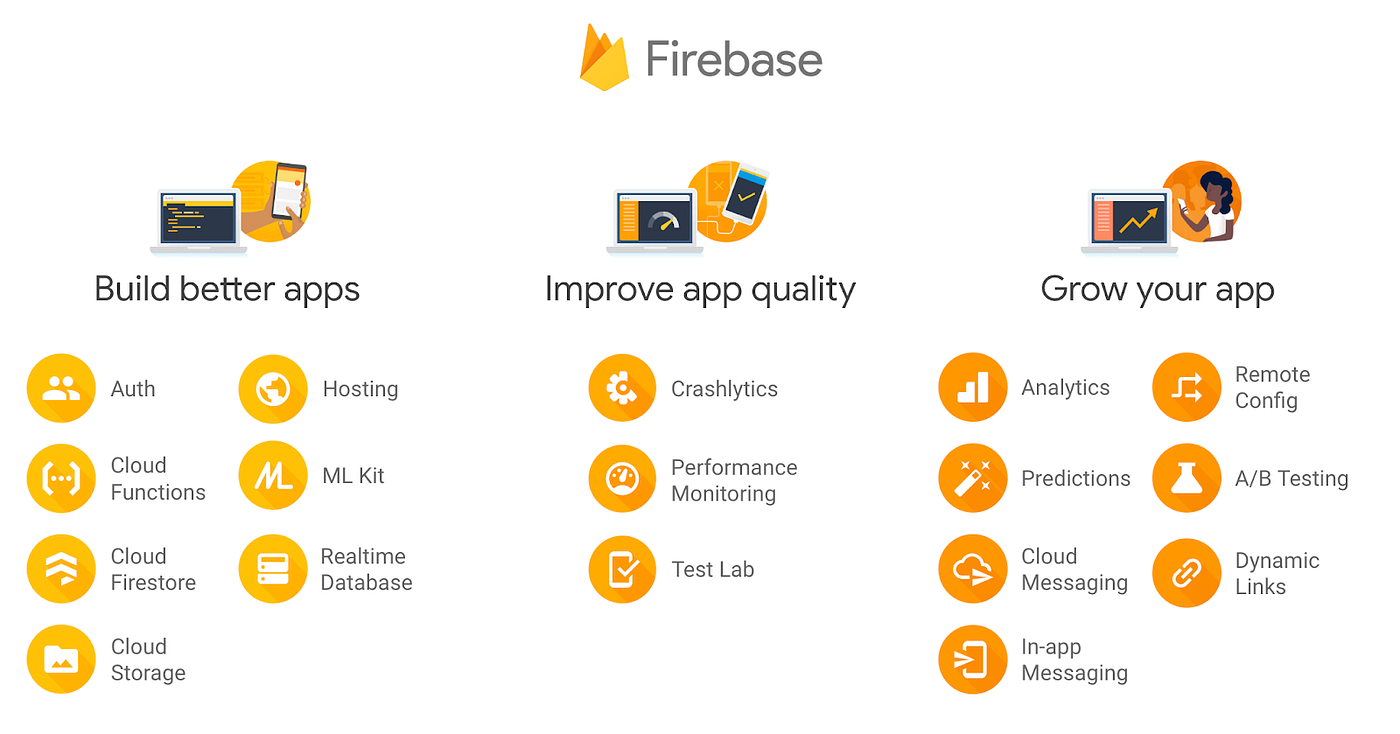 Firebase
Build better apps
Improve app quality
Grow your app
Auth
Hosting
Cloud
Functions
ML Kit
Cloud
Firestore
Realtime
Database
Cloud
Storage
Crashlytics
Performance
Monitoring
Test Lab
Analytics
Remote
Config
Predictions
A/B Testing
Cloud
Messaging
Dynamic
Links
In-app
Messaging